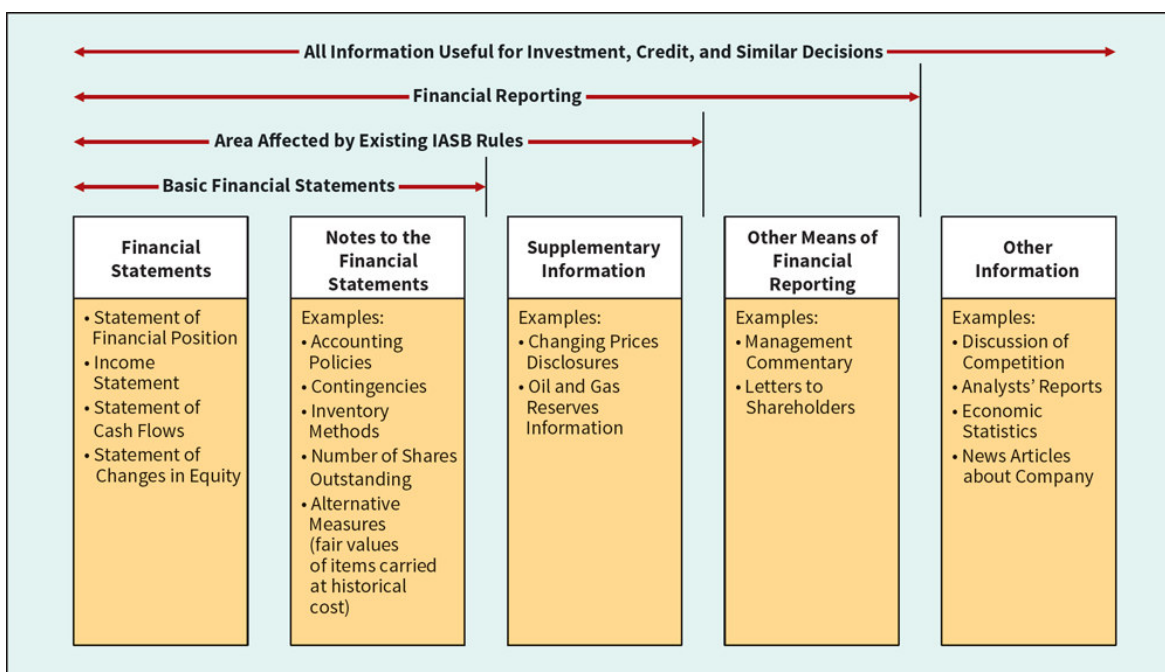 All Information Useful for Investment, Credit, and Similar Decisions
Financial Reporting
Area Affected by Existing IASB Rules
Basic Financial Statements
Financial
Statements
• Statement of
Financial Position
• Income
Statement
• Statement of
Cash Flows
• Statement of
Changes in Equity
Notes to the
Financial
Statements
Examples:
• Accounting
Policies
• Contingencies
• Inventory
Methods
• Number of Shares
Outstanding
• Alternative
Measures
(fair values
of items carried
at historical
cost)
Supplementary
Information
Examples:
• Changing Prices
Disclosures
• Oil and Gas
Reserves
Information
Other Means of
Financial
Reporting
Examples:
• Management
Commentary
• Letters to
Shareholders
Other
Information
Examples:
• Discussion of
Competition
• Analysts’ Reports
• Economic
Statistics
• News Articles
about Company